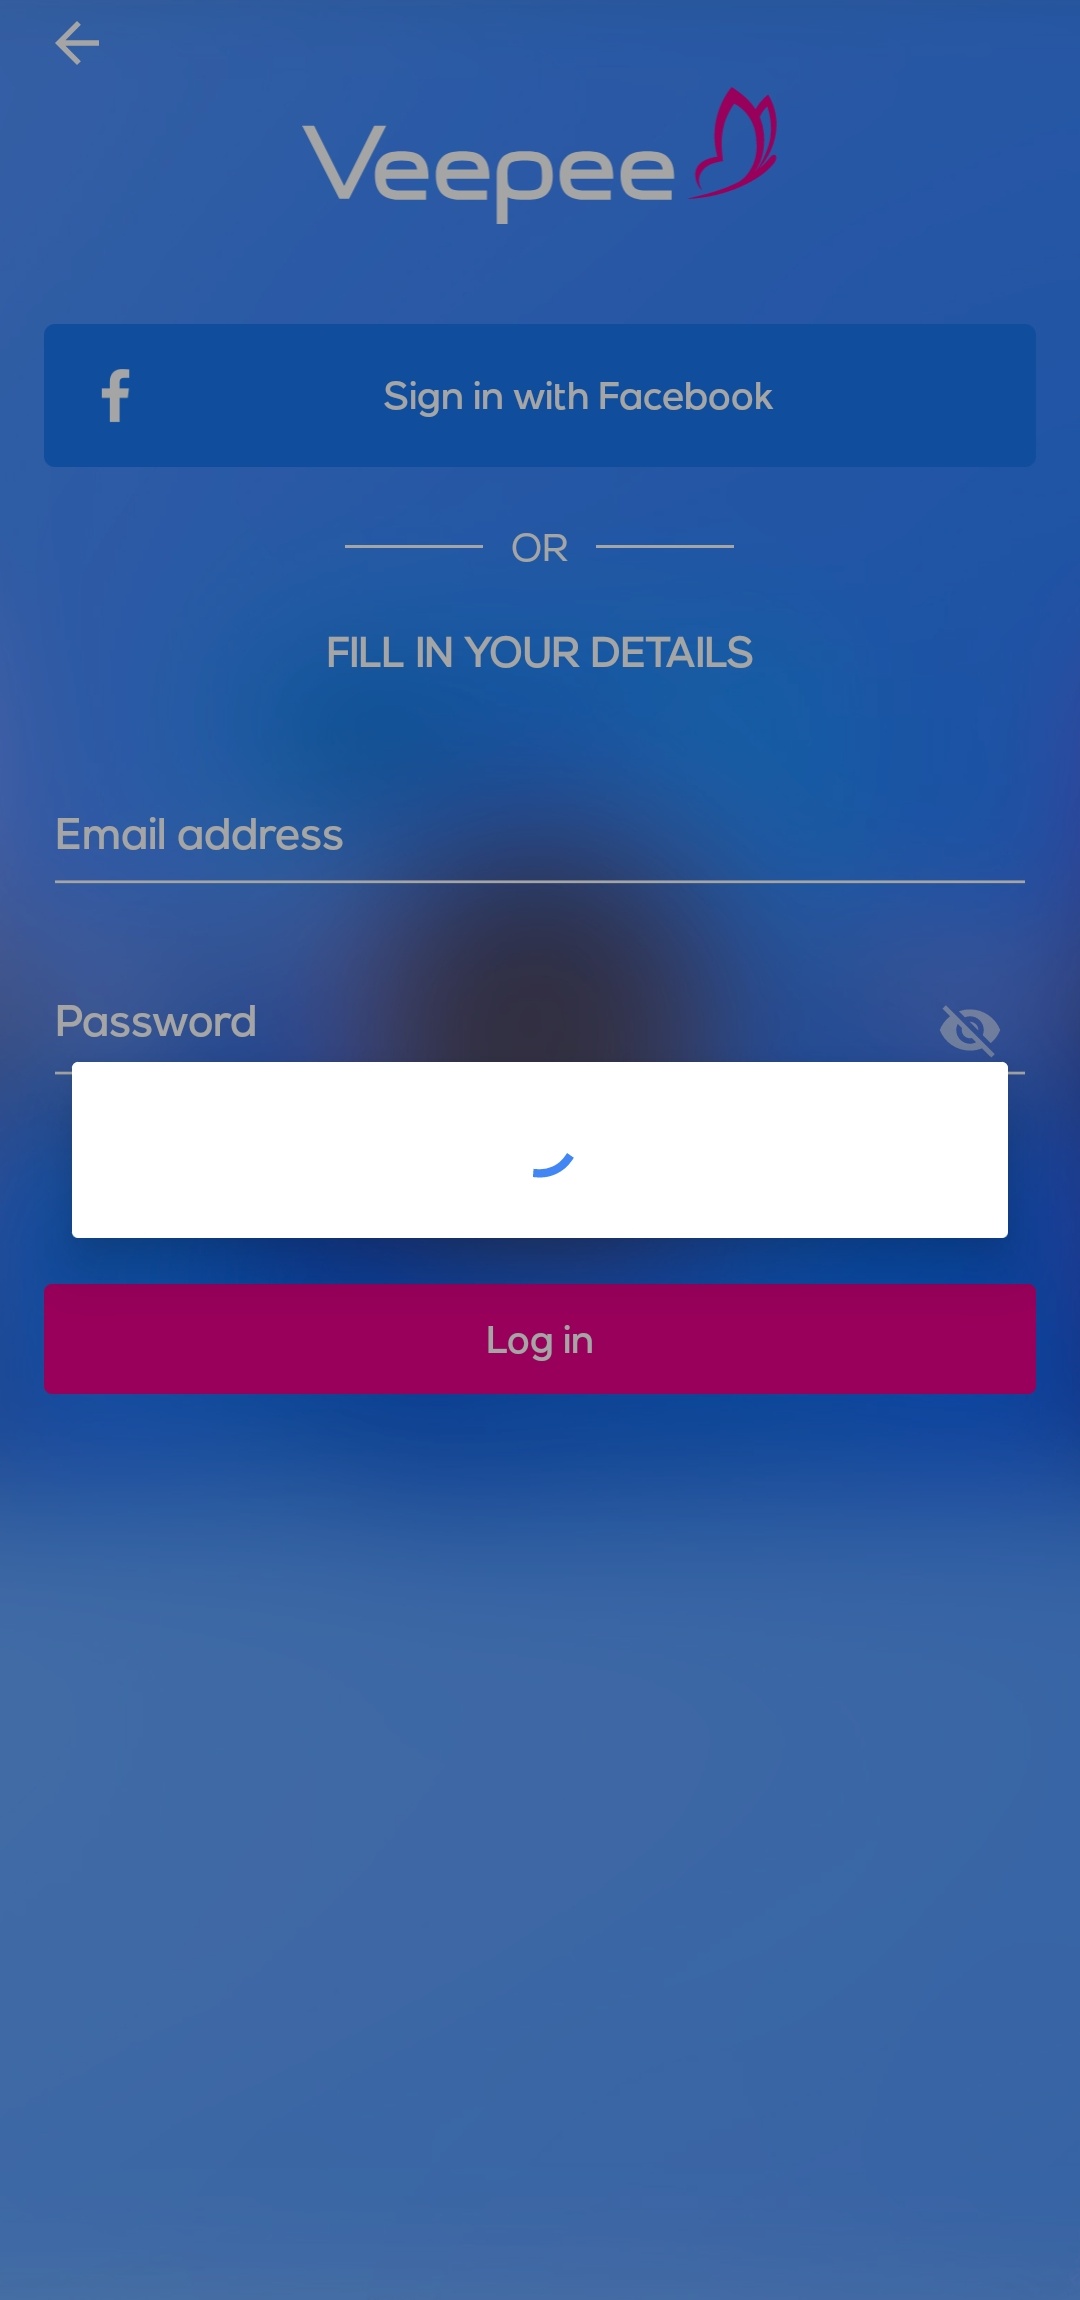 Veepee
Sign in with Facebook
OR
FILL IN YOUR DETAILS
Email address
Password
Log in